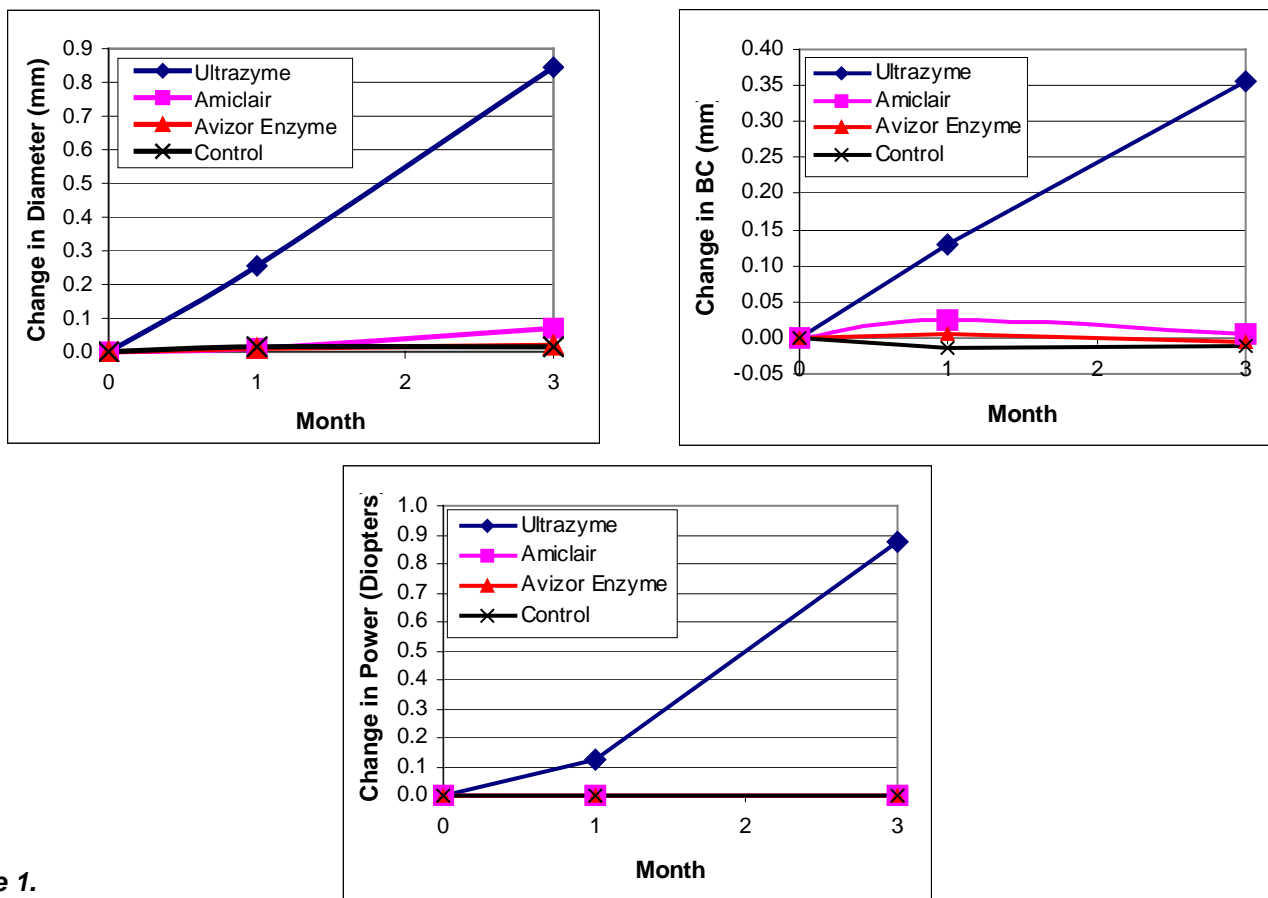 Change in Diameter (mm)
0.9
0.8
0.7
0.6
0.5
0.4
0.3
0.2
0.1
0.0
Ultrazyme
Amiclair
Avizor Enzyme
Control
0 1 2 3
Month
Change in BC (mm)
0.40
0.35
0.30
0.25
0.20
0.15
0.10
0.05
0.00
-0.05
Ultrazyme
Amiclair
Avizor Enzyme
Control
0 1 2 3
Month
Change in Power (Diopters)
1.0
0.9
0.8
0.7
0.6
0.5
0.4
0.3
0.2
0.1
0.0
Ultrazyme
Amiclair
Avizor Enzyme
Control
0 1 2 3
Month
e 1.